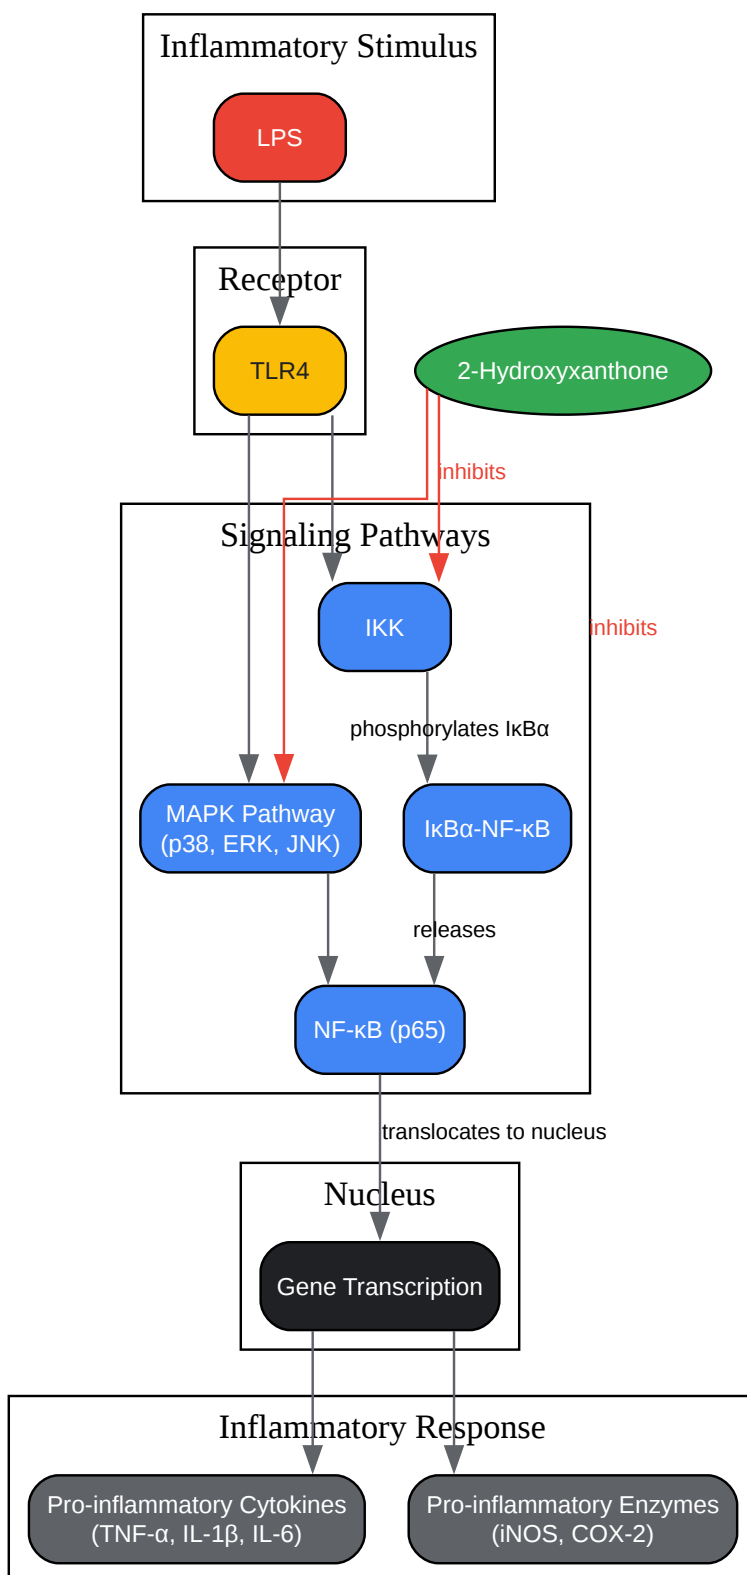 Inflammatory Stimulus
LPS
Receptor
TLR4
2-Hydroxyxanthone
inhibits
Signaling Pathways
IKK
inhibits
phosphorylates IκBα
MAPK Pathway
(p38, ERK, JNK)
IκBα-NF-κB
releases
NF-κB (p65)
translocates to nucleus
Nucleus
Gene Transcription
Inflammatory Response
Pro-inflammatory Cytokines
(TNF-α, IL-1β, IL-6)
Pro-inflammatory Enzymes
(iNOS, COX-2)